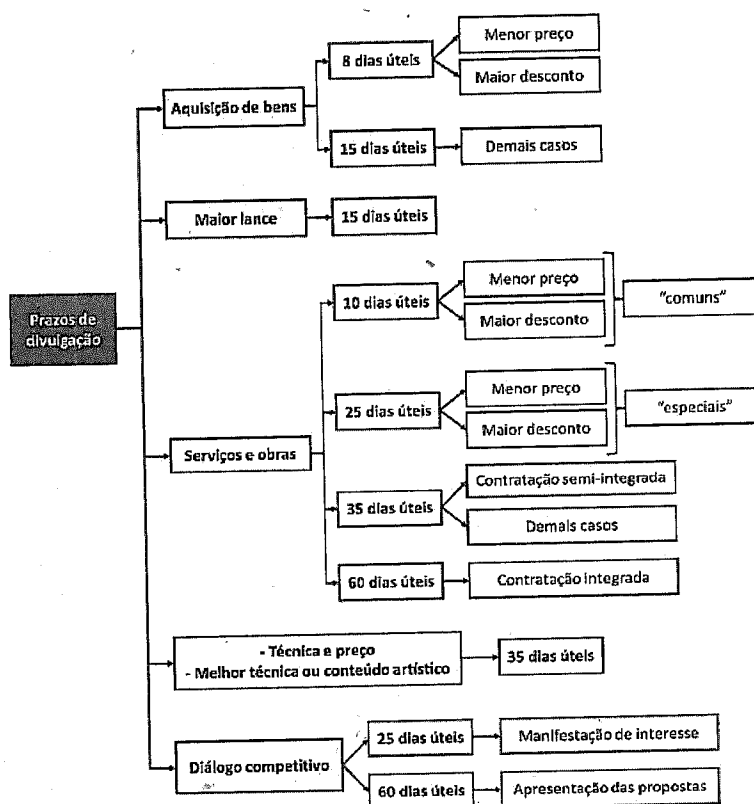 Prazos de
divulgação
Aquisição de bens
8 dias úteis
Menor preço
Maior desconto
15 dias úteis
Demais casos
Maior lance
15 dias úteis
Serviços e obras
10 dias úteis
Menor preço
Maior desconto
"comuns"
25 dias úteis
Menor preço
Maior desconto
"especiais"
35 dias úteis
Contratação semi-integrada
Demais casos
60 dias úteis
Contratação integrada
- Técnica e preço
- Melhor técnica ou conteúdo artístico
35 dias úteis
Diálogo competitivo
25 dias úteis
Manifestação de interesse
60 dias úteis
Apresentação das propostas